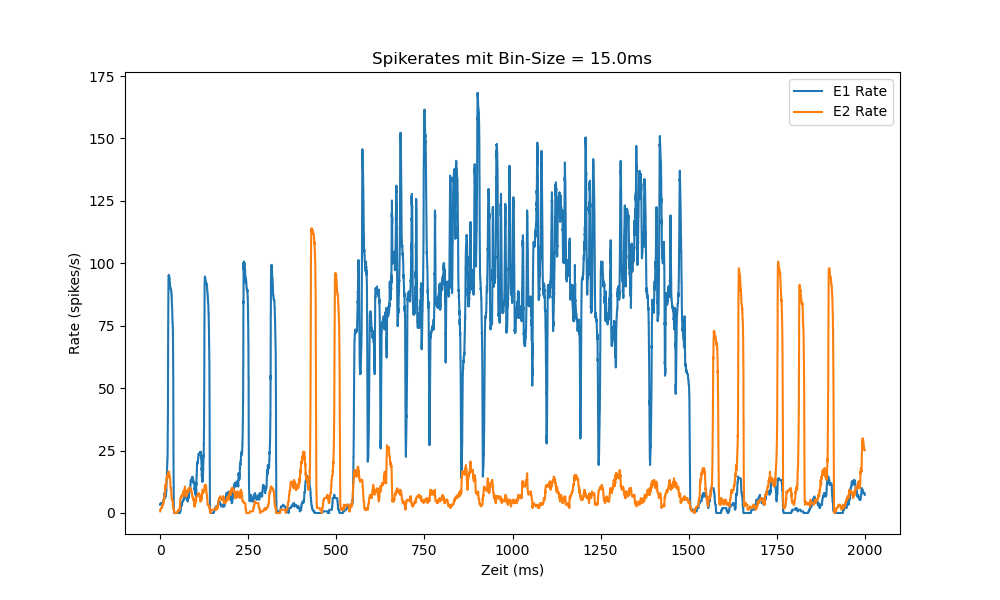 Spikerates mit Bin-Size = 15.0ms
E1 Rate
E2 Rate
175
150
125
100
75
50
25
0
Rate (spikes/s)
0 250 500 750 1000 1250 1500 1750 2000
Zeit (ms)